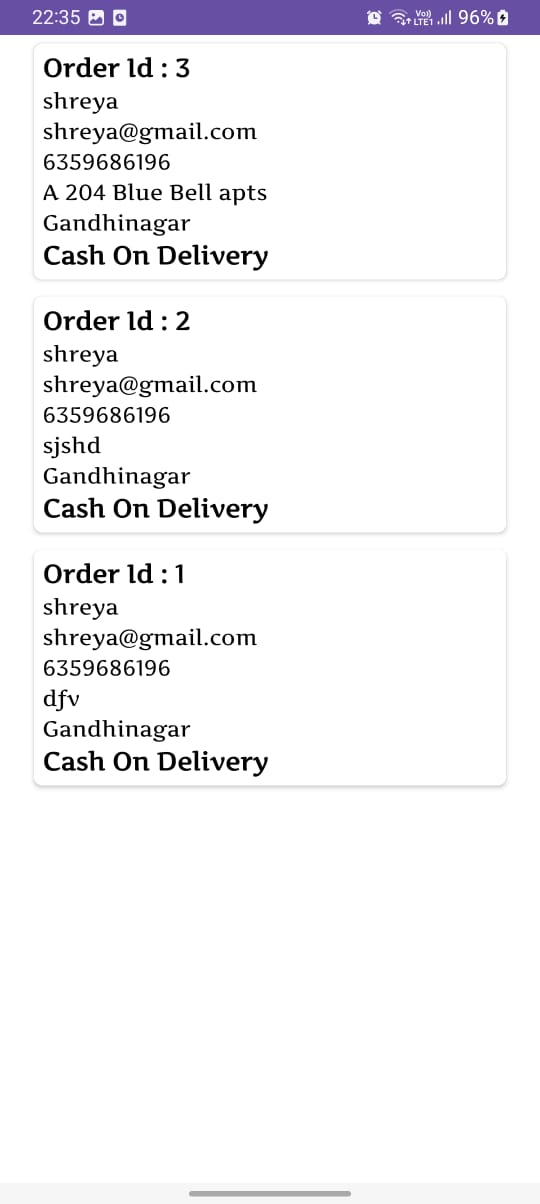 22:35 Vo)) LTE1 96%
Order Id : 3
shreya
shreya@gmail.com
6359686196
A 204 Blue Bell apts
Gandhinagar
Cash On Delivery
Order Id : 2
shreya
shreya@gmail.com
6359686196
sjshd
Gandhinagar
Cash On Delivery
Order Id : 1
shreya
shreya@gmail.com
6359686196
dfv
Gandhinagar
Cash On Delivery